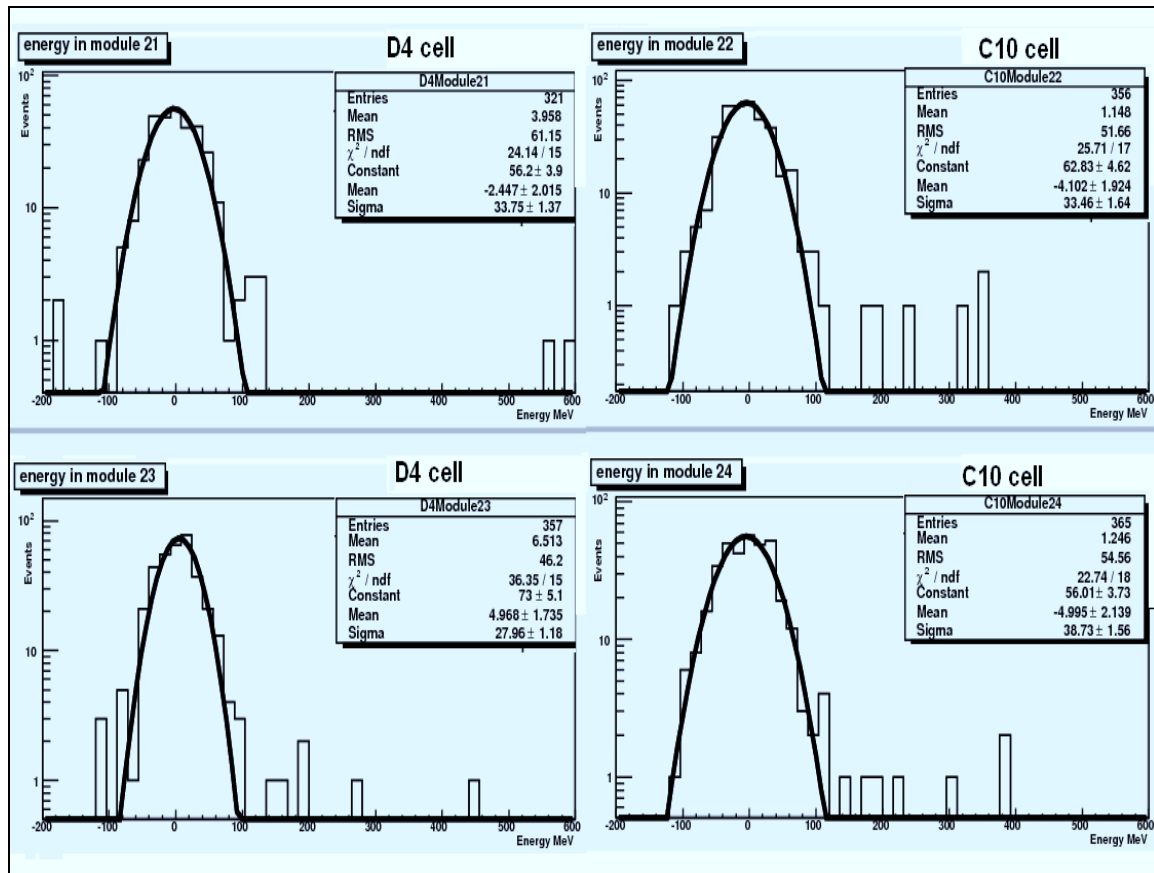 energy in module 21
D4 cell
D4Module21
Entries 321
Mean 3.958
RMS 61.15
χ² / ndf 24.14 / 15
Constant 56.2 ± 3.9
Mean -2.447 ± 2.015
Sigma 33.75 ± 1.37
Events
10²
10
1
-200 -100 0 100 200 300 400 500 600
Energy MeV
energy in module 22
C10 cell
C10Module22
Entries 356
Mean 1.148
RMS 51.66
χ² / ndf 25.71 / 17
Constant 62.83 ± 4.62
Mean -4.102 ± 1.924
Sigma 33.46 ± 1.64
Events
10²
10
1
-200 -100 0 100 200 300 400 500 600
Energy MeV
energy in module 23
D4 cell
D4Module23
Entries 357
Mean 6.513
RMS 46.2
χ² / ndf 36.35 / 15
Constant 73 ± 5.1
Mean 4.968 ± 1.735
Sigma 27.96 ± 1.18
Events
10²
10
1
-200 -100 0 100 200 300 400 500 600
Energy MeV
energy in module 24
C10 cell
C10Module24
Entries 365
Mean 1.246
RMS 54.56
χ² / ndf 22.74 / 18
Constant 56.01 ± 3.73
Mean -4.995 ± 2.139
Sigma 38.73 ± 1.56
Events
10²
10
1
-200 -100 0 100 200 300 400 500 600
Energy MeV